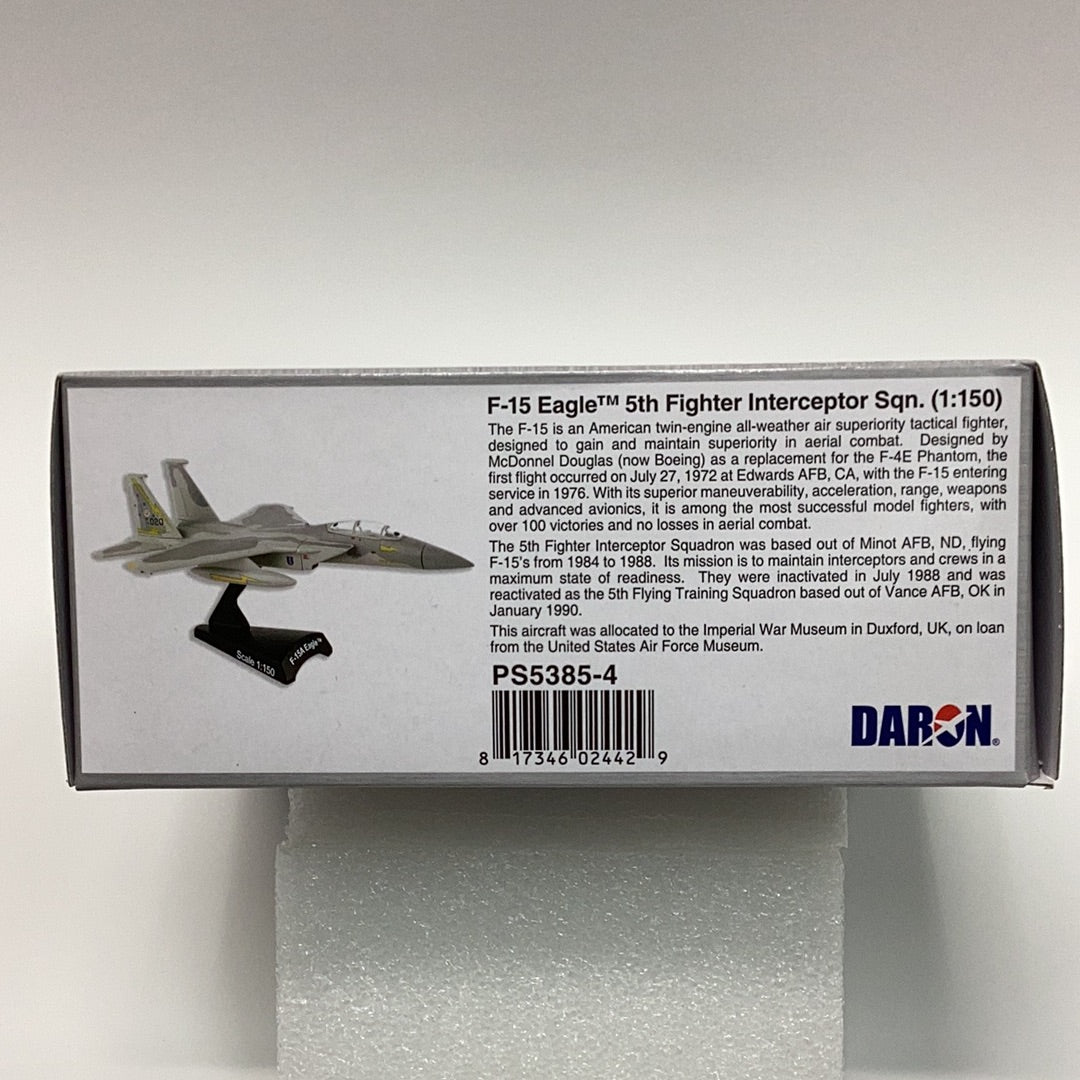 F-15 Eagle™ 5th Fighter Interceptor Sqn. (1:150)
The F-15 is an American twin-engine all-weather air superiority tactical fighter,
designed to gain and maintain superiority in aerial combat. Designed by
McDonnel Douglas (now Boeing) as a replacement for the F-4E Phantom, the
first flight occurred on July 27, 1972 at Edwards AFB, CA, with the F-15 entering
service in 1976. With its superior maneuverability, acceleration, range, weapons
and advanced avionics, it is among the most successful model fighters, with
over 100 victories and no losses in aerial combat.
The 5th Fighter Interceptor Squadron was based out of Minot AFB, ND, flying
F-15's from 1984 to 1988. Its mission is to maintain interceptors and crews in a
maximum state of readiness. They were inactivated in July 1988 and was
reactivated as the 5th Flying Training Squadron based out of Vance AFB, OK in
January 1990.
This aircraft was allocated to the Imperial War Museum in Duxford, UK, on loan
from the United States Air Force Museum.
PS5385-4
8 17346 02442 9
DARON®
020
Scale 1:150
F-15A Eagle™